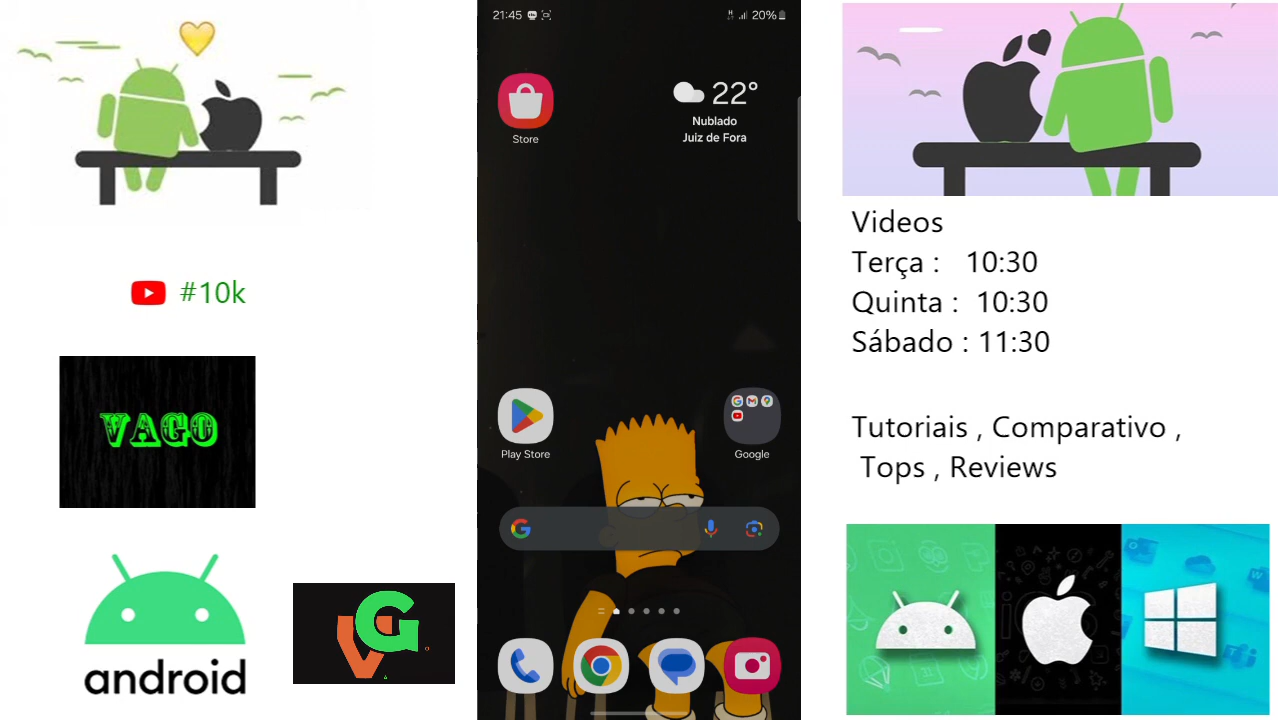 #10k
VAGO
android
VG
21:45
20%
Store
22°
Nublado
Juiz de Fora
Play Store
Google
Videos
Terça : 10:30
Quinta : 10:30
Sábado : 11:30
Tutoriais , Comparativo ,
Tops , Reviews